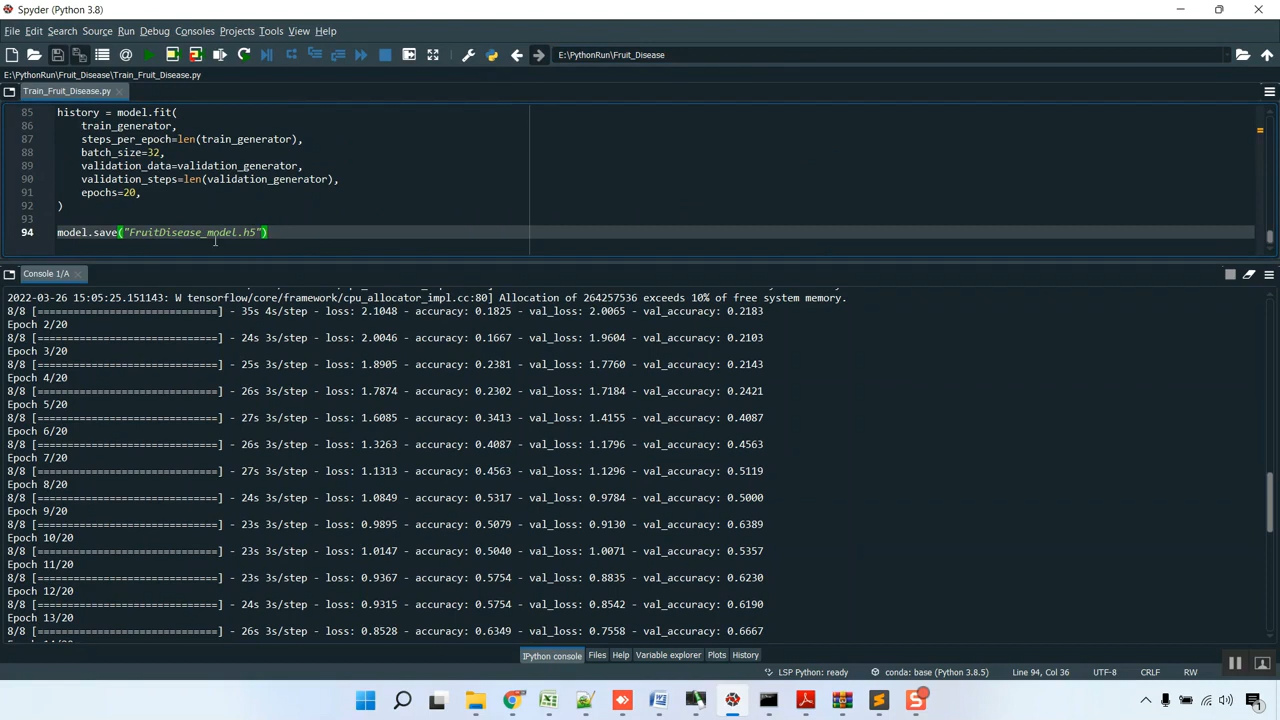 Spyder (Python 3.8)
File Edit Search Source Run Debug Consoles Projects Tools View Help
E:\PythonRun\Fruit_Disease
E:\PythonRun\Fruit_Disease\Train_Fruit_Disease.py
Train_Fruit_Disease.py
85 history = model.fit(
86 train_generator,
87 steps_per_epoch=len(train_generator),
88 batch_size=32,
89 validation_data=validation_generator,
90 validation_steps=len(validation_generator),
91 epochs=20,
92 )
93
94 model.save("FruitDisease_model.h5")
Console 1/A
2022-03-26 15:05:25.151143: W tensorflow/core/framework/cpu_allocator_impl.cc:80] Allocation of 264257536 exceeds 10% of free system memory.
8/8 [==============================] - 35s 4s/step - loss: 2.1048 - accuracy: 0.1825 - val_loss: 2.0065 - val_accuracy: 0.2183
Epoch 2/20
8/8 [==============================] - 24s 3s/step - loss: 2.0046 - accuracy: 0.1667 - val_loss: 1.9604 - val_accuracy: 0.2103
Epoch 3/20
8/8 [==============================] - 25s 3s/step - loss: 1.8905 - accuracy: 0.2381 - val_loss: 1.7760 - val_accuracy: 0.2143
Epoch 4/20
8/8 [==============================] - 26s 3s/step - loss: 1.7874 - accuracy: 0.2302 - val_loss: 1.7184 - val_accuracy: 0.2421
Epoch 5/20
8/8 [==============================] - 27s 3s/step - loss: 1.6085 - accuracy: 0.3413 - val_loss: 1.4155 - val_accuracy: 0.4087
Epoch 6/20
8/8 [==============================] - 26s 3s/step - loss: 1.3263 - accuracy: 0.4087 - val_loss: 1.1796 - val_accuracy: 0.4563
Epoch 7/20
8/8 [==============================] - 27s 3s/step - loss: 1.1313 - accuracy: 0.4563 - val_loss: 1.1296 - val_accuracy: 0.5119
Epoch 8/20
8/8 [==============================] - 24s 3s/step - loss: 1.0849 - accuracy: 0.5317 - val_loss: 0.9784 - val_accuracy: 0.5000
Epoch 9/20
8/8 [==============================] - 23s 3s/step - loss: 0.9895 - accuracy: 0.5079 - val_loss: 0.9130 - val_accuracy: 0.6389
Epoch 10/20
8/8 [==============================] - 23s 3s/step - loss: 1.0147 - accuracy: 0.5040 - val_loss: 1.0071 - val_accuracy: 0.5357
Epoch 11/20
8/8 [==============================] - 23s 3s/step - loss: 0.9367 - accuracy: 0.5754 - val_loss: 0.8835 - val_accuracy: 0.6230
Epoch 12/20
8/8 [==============================] - 24s 3s/step - loss: 0.9315 - accuracy: 0.5754 - val_loss: 0.8542 - val_accuracy: 0.6190
Epoch 13/20
8/8 [==============================] - 26s 3s/step - loss: 0.8528 - accuracy: 0.6349 - val_loss: 0.7558 - val_accuracy: 0.6667
IPython console Files Help Variable explorer Plots History
LSP Python: ready conda: base (Python 3.8.5) Line 94, Col 36 UTF-8 CRLF RW